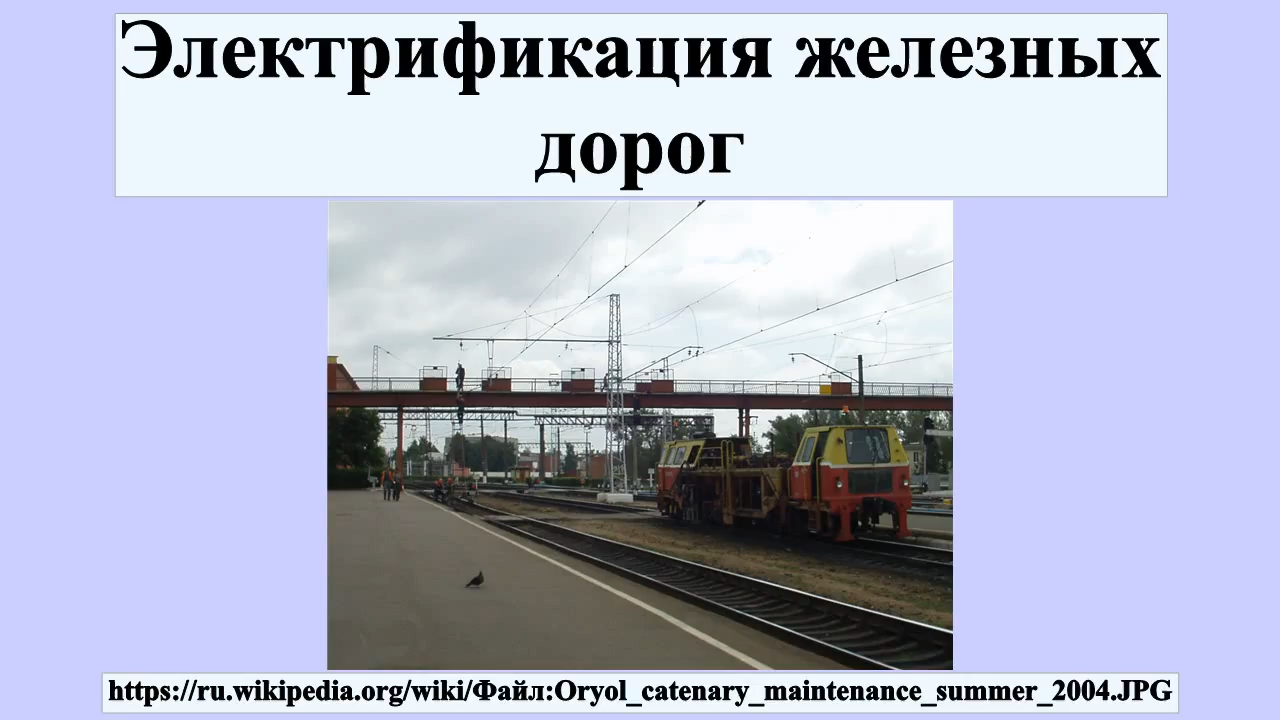 Электрификация железных
дорог
https://ru.wikipedia.org/wiki/Файл:Oryol_catenary_maintenance_summer_2004.JPG